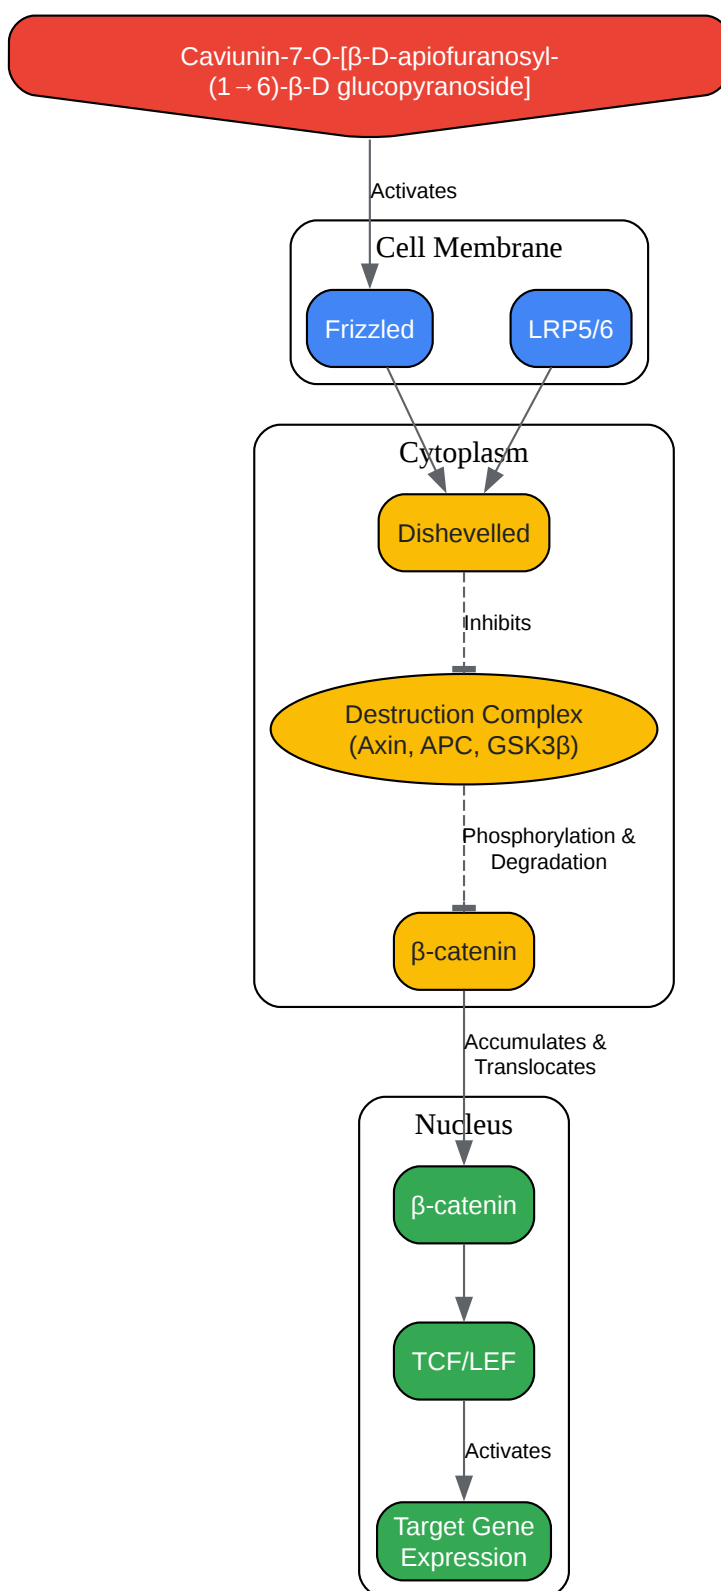 Caviunin-7-O-[β-D-apiofuranosyl-
(1→6)-β-D glucopyranoside]
Activates
Cell Membrane
Frizzled
LRP5/6
Cytoplasm
Dishevelled
Inhibits
Destruction Complex
(Axin, APC, GSK3β)
Phosphorylation &
Degradation
β-catenin
Accumulates &
Translocates
Nucleus
β-catenin
TCF/LEF
Activates
Target Gene
Expression